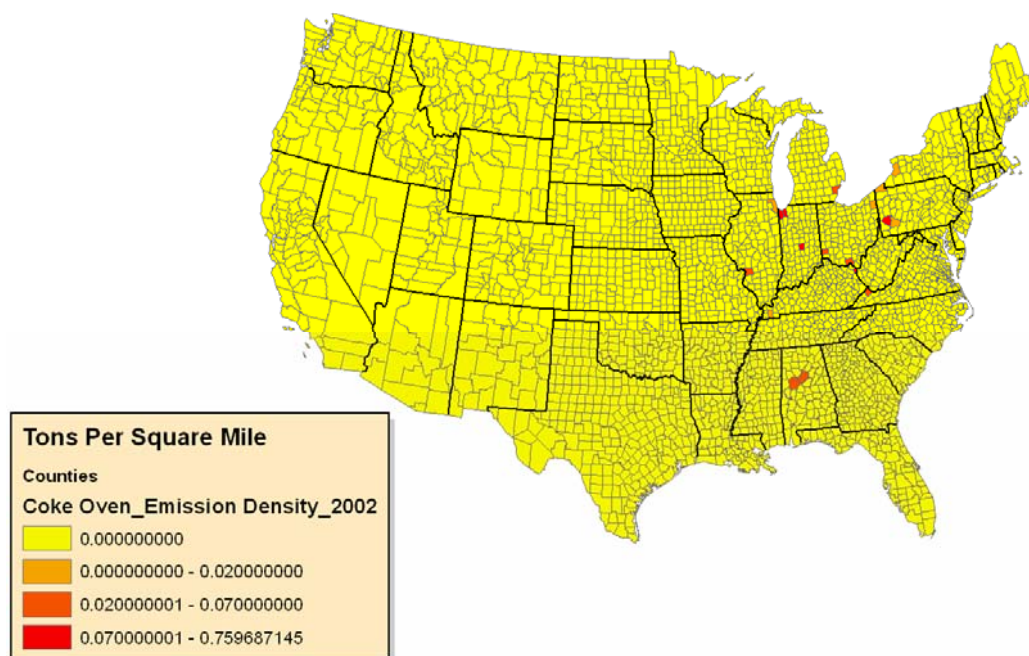 Tons Per Square Mile
Counties
Coke Oven_Emission Density_2002
0.000000000
0.000000000 - 0.020000000
0.020000001 - 0.070000000
0.070000001 - 0.759687145